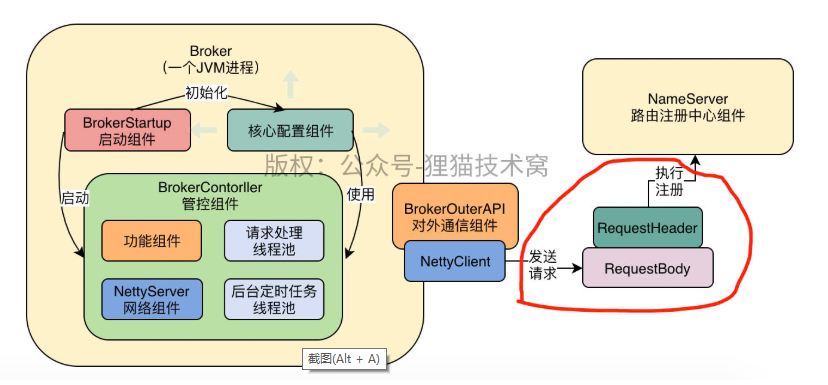 Broker
(一个JVM进程)
初始化
BrokerStartup
启动组件
核心配置组件
NameServer
路由注册中心组件
版权：公众号-狸猫技术窝
执行
注册
启动
BrokerContorller
管控组件
使用
功能组件
请求处理
线程池
NettyServer
网络组件
后台定时任务
线程池
BrokerOuterAPI
对外通信组件
NettyClient
发送
请求
RequestHeader
RequestBody
截图(Alt + A)